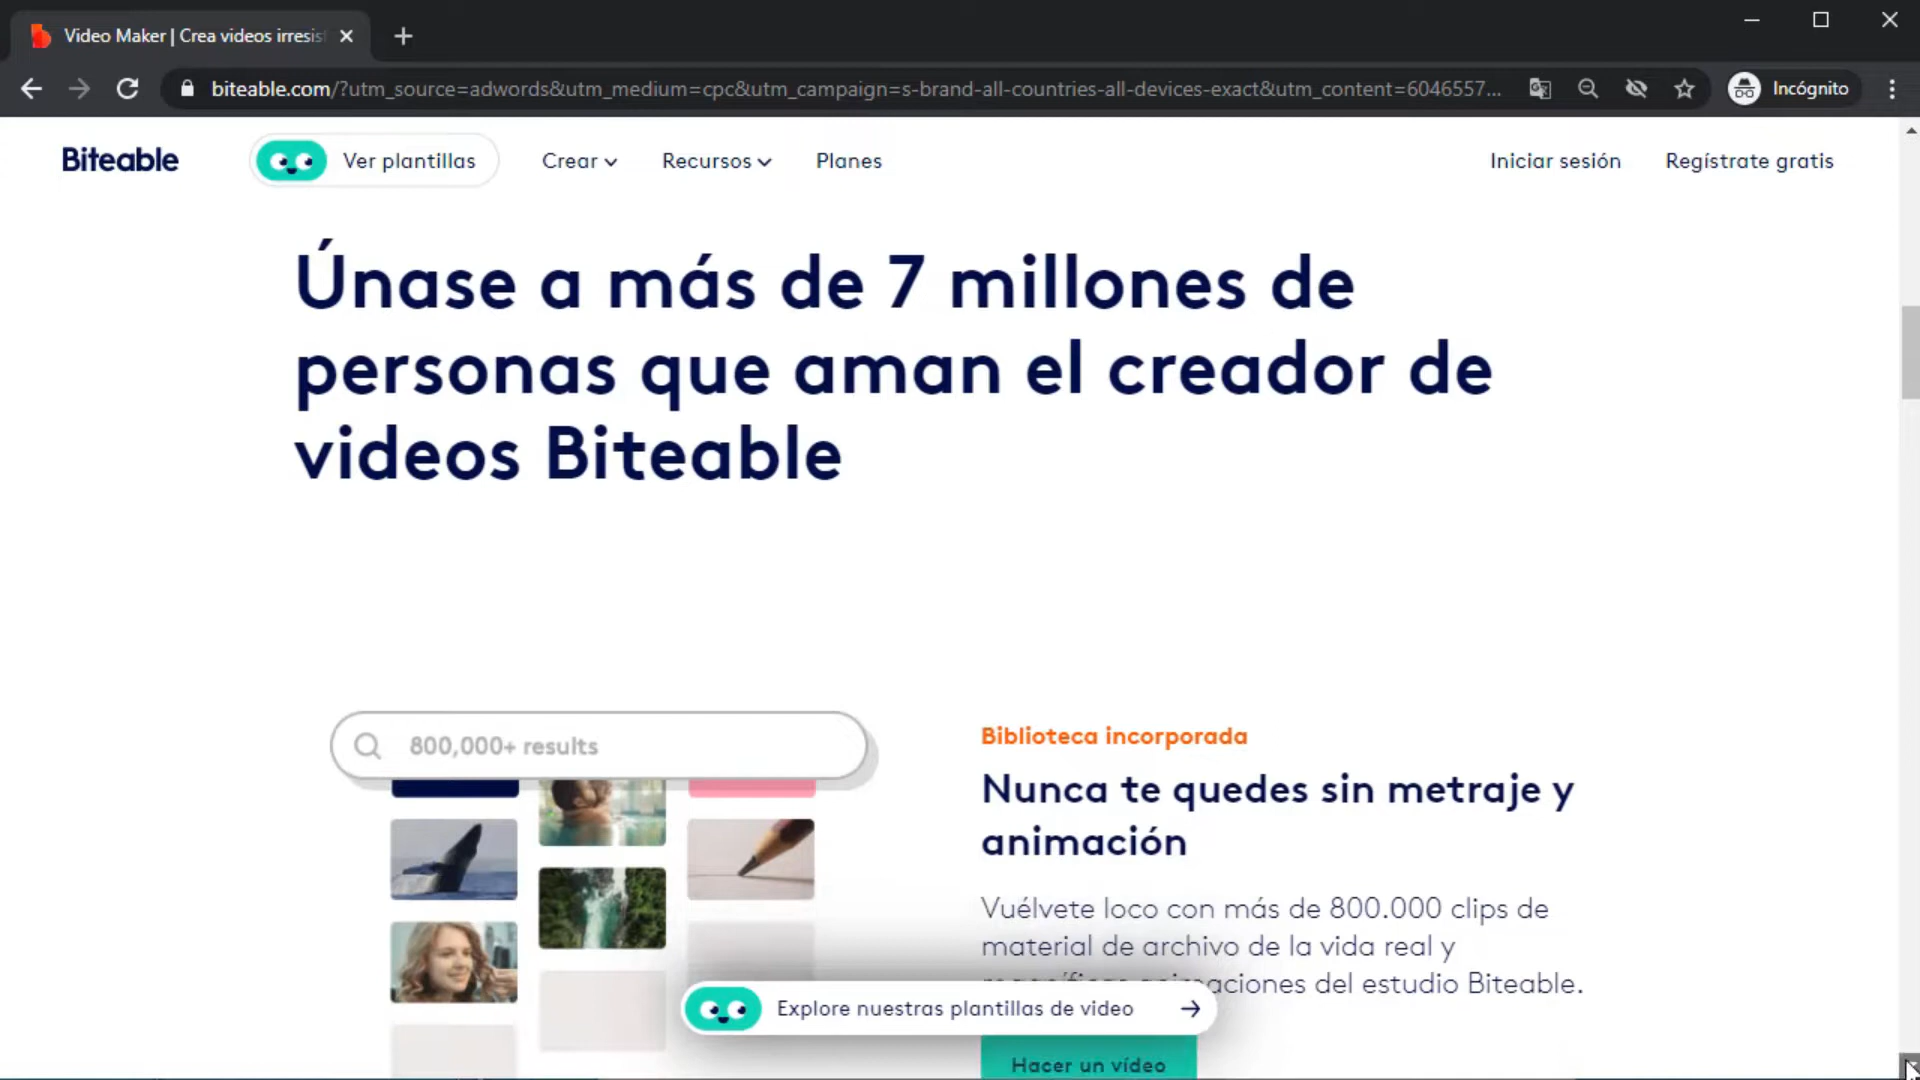 Video Maker | Crea videos irresis
biteable.com/?utm_source=adwords&utm_medium=cpc&utm_campaign=s-brand-all-countries-all-devices-exact&utm_content=6046557...
Incógnito
Biteable
Ver plantillas
Crear
Recursos
Planes
Iniciar sesión
Regístrate gratis
Únase a más de 7 millones de
personas que aman el creador de
videos Biteable
800,000+ results
Biblioteca incorporada
Nunca te quedes sin metraje y
animación
Vuélvete loco con más de 800.000 clips de
material de archivo de la vida real y
aciones del estudio Biteable.
Explore nuestras plantillas de video
Hacer un vídeo